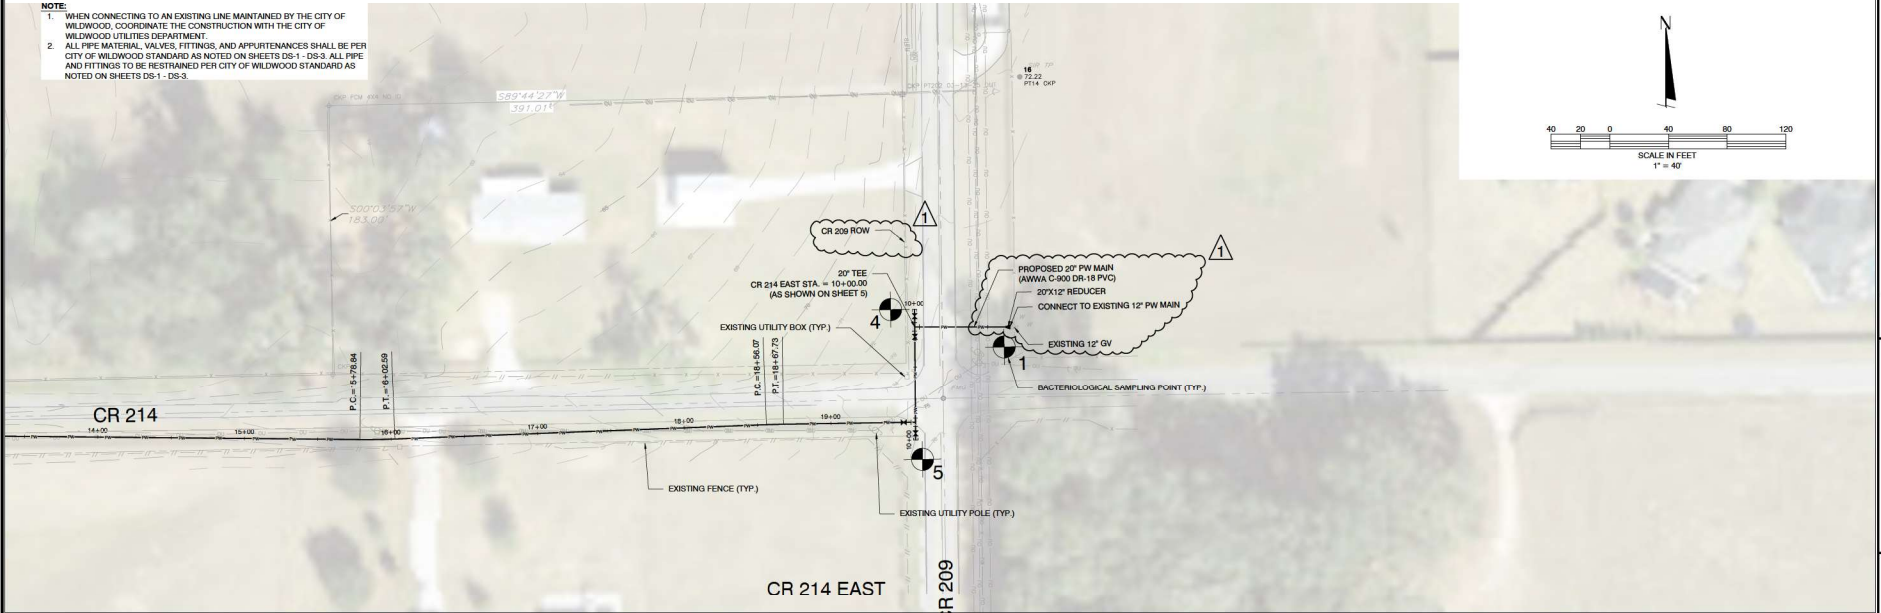 NOTE:
1. WHEN CONNECTING TO AN EXISTING LINE MAINTAINED BY THE CITY OF
WILDWOOD, COORDINATE THE CONSTRUCTION WITH THE CITY OF
WILDWOOD UTILITIES DEPARTMENT.
2. ALL PIPE MATERIAL, VALVES, FITTINGS, AND APPURTENANCES SHALL BE PER
CITY OF WILDWOOD STANDARD AS NOTED ON SHEETS DS-1 - DS-3. ALL PIPE
AND FITTINGS TO BE RESTRAINED PER CITY OF WILDWOOD STANDARD AS
NOTED ON SHEETS DS-1 - DS-3.
N
40 20 0 40 80 120
SCALE IN FEET
1" = 40'
16
72.22
PT14 CKP
S89°44'27"W
391.01'
S00°03'57"W
183.09'
1
CR 209 ROW
1
20" TEE
CR 214 EAST STA. = 10+00.00
(AS SHOWN ON SHEET 5)
PROPOSED 20" PW MAIN
(AWWA C-900 DR-18 PVC)
20"X12" REDUCER
CONNECT TO EXISTING 12" PW MAIN
10+00
4
EXISTING UTILITY BOX (TYP.)
EXISTING 12" GV
1
BACTERIOLOGICAL SAMPLING POINT (TYP.)
P.C. = 5+78.84
P.T. = 6+02.59
P.C. = 18+56.07
P.T. = 18+67.73
CR 214
14+00
15+00
16+00
17+00
18+00
19+00
10+00
5
EXISTING FENCE (TYP.)
EXISTING UTILITY POLE (TYP.)
CR 214 EAST
CR 209